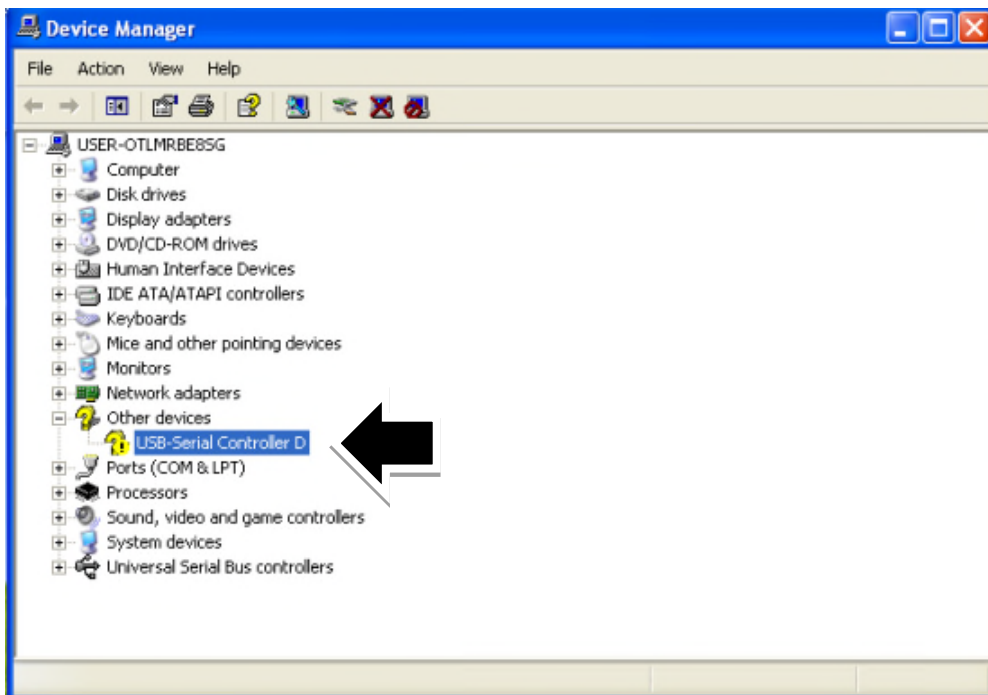 Device Manager
File Action View Help
USER-OTLMRBE8SG
Computer
Disk drives
Display adapters
DVD/CD-ROM drives
Human Interface Devices
IDE ATA/ATAPI controllers
Keyboards
Mice and other pointing devices
Monitors
Network adapters
Other devices
USB-Serial Controller D
Ports (COM & LPT)
Processors
Sound, video and game controllers
System devices
Universal Serial Bus controllers